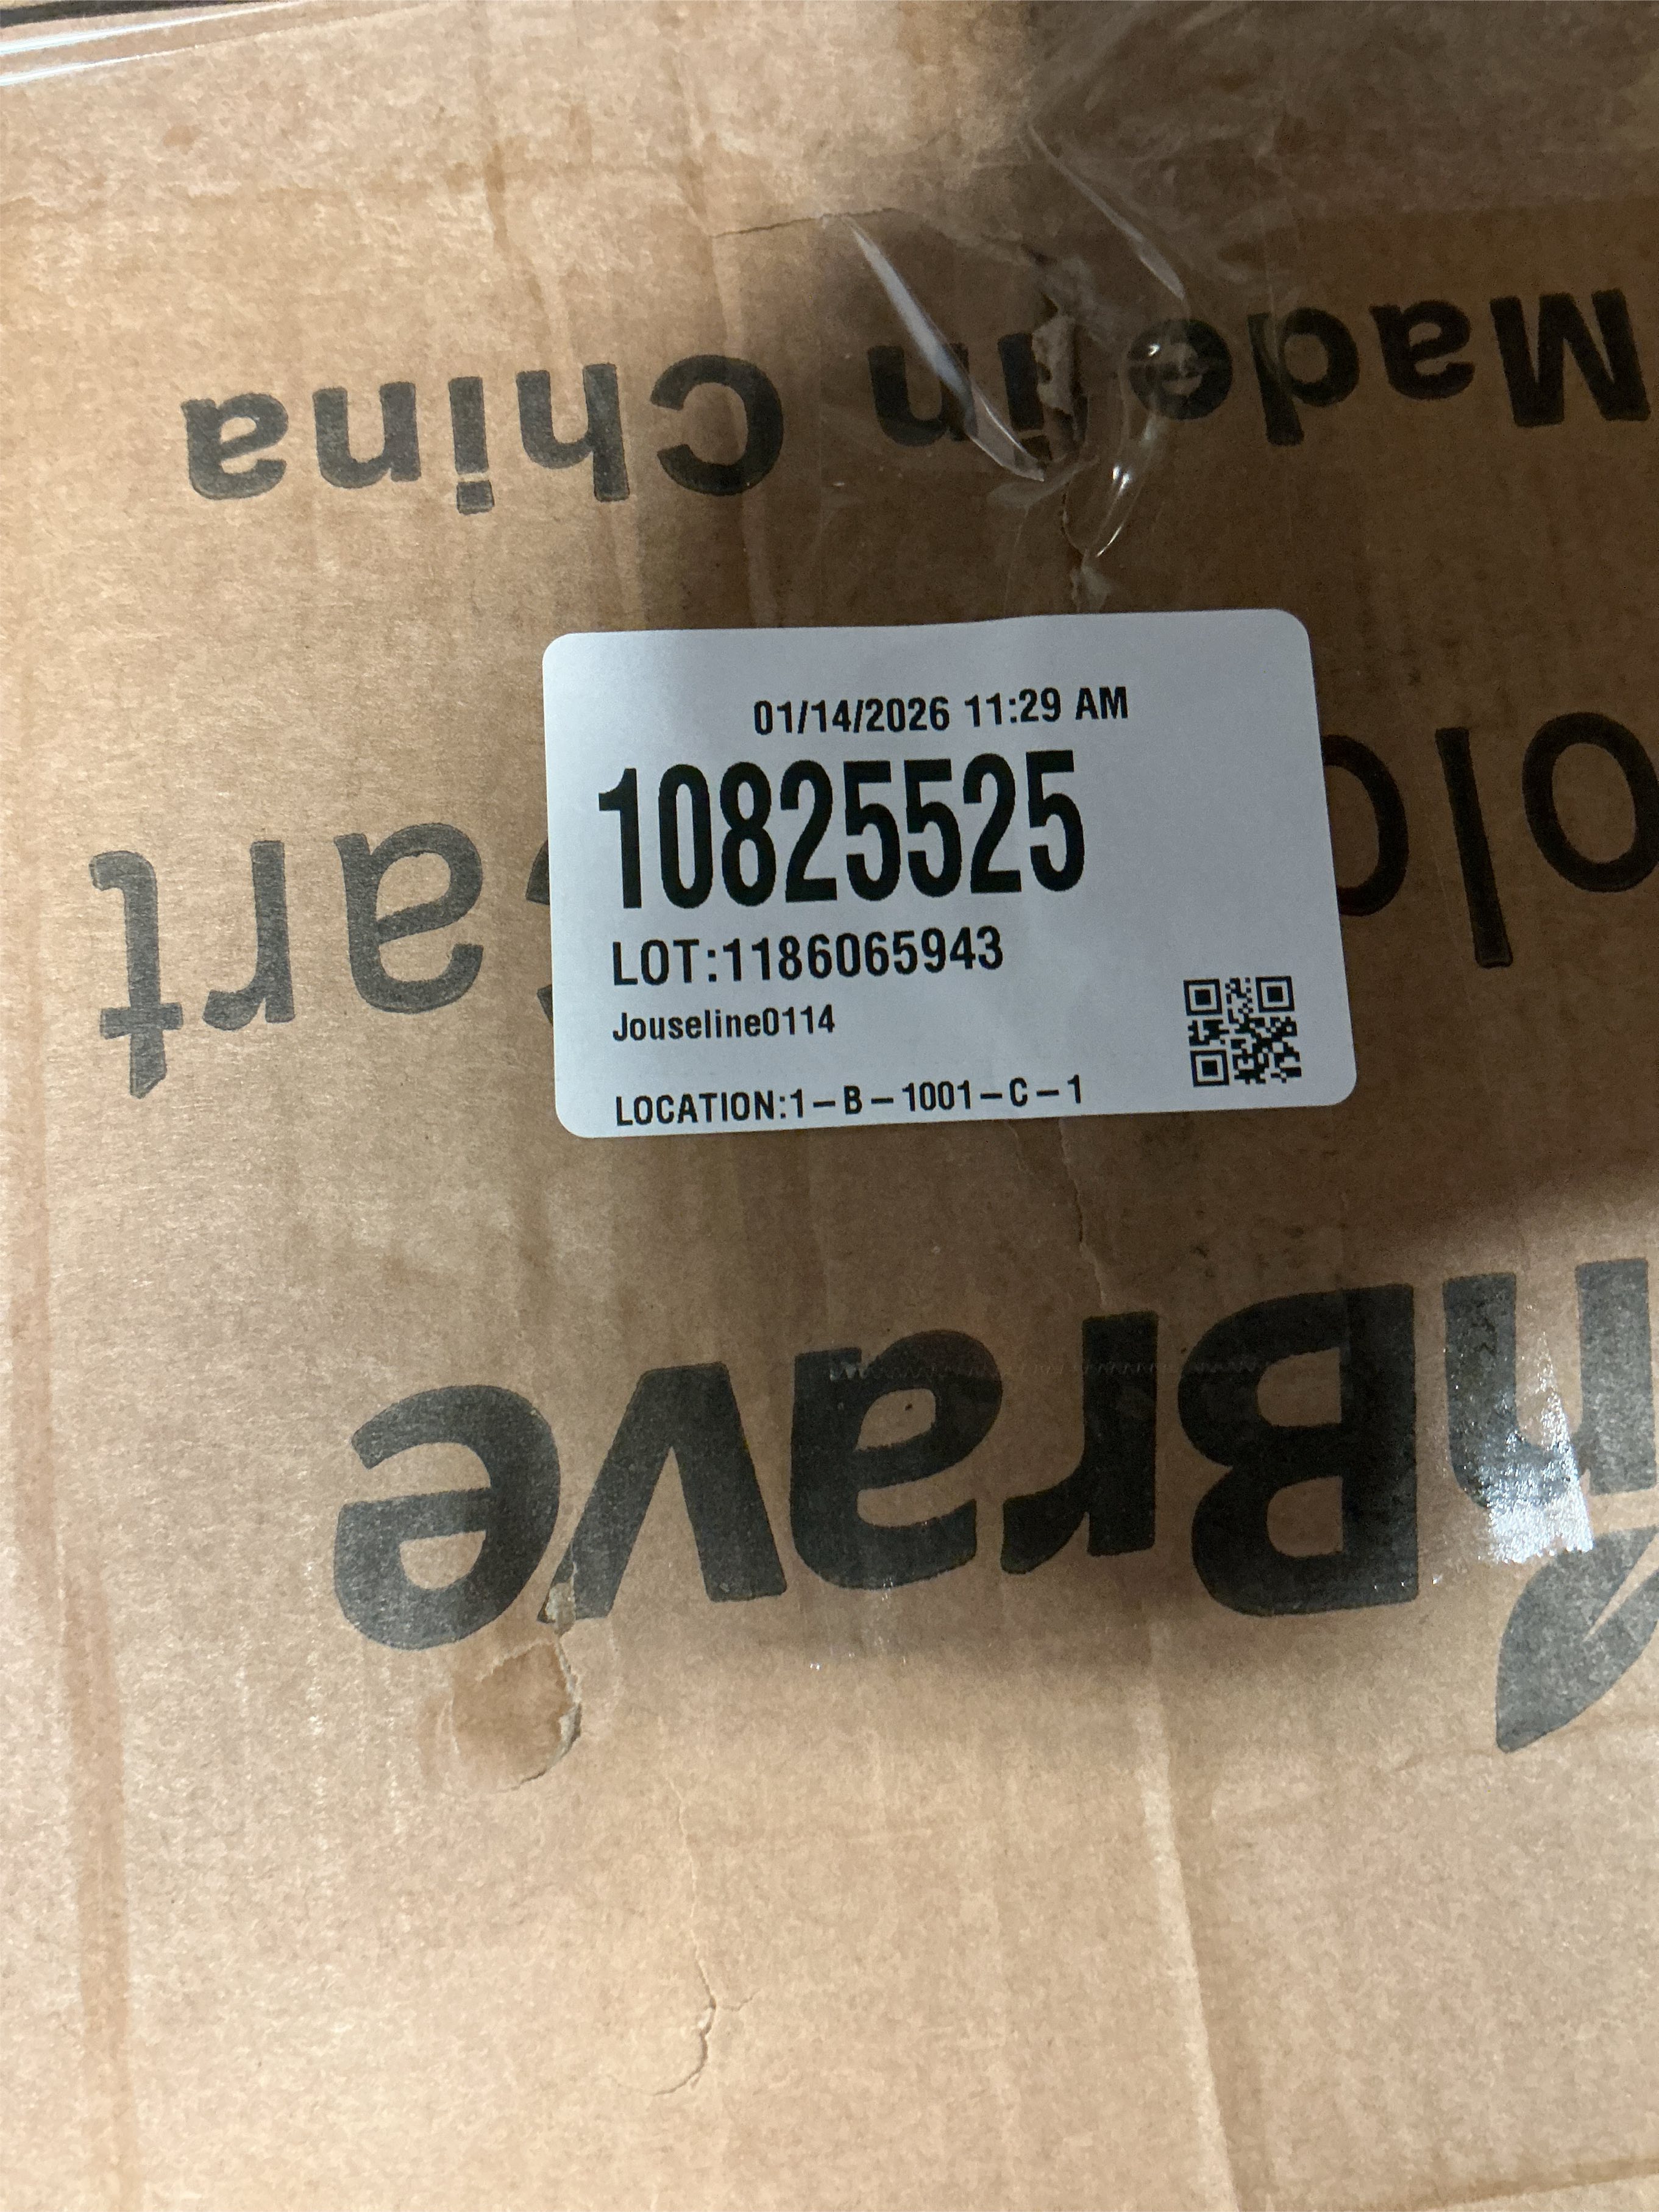 01/14/2026 11:29 AM
10825525
LOT:1186065943
Jouseline0114
LOCATION:1-B-1001-C-1
Made in China